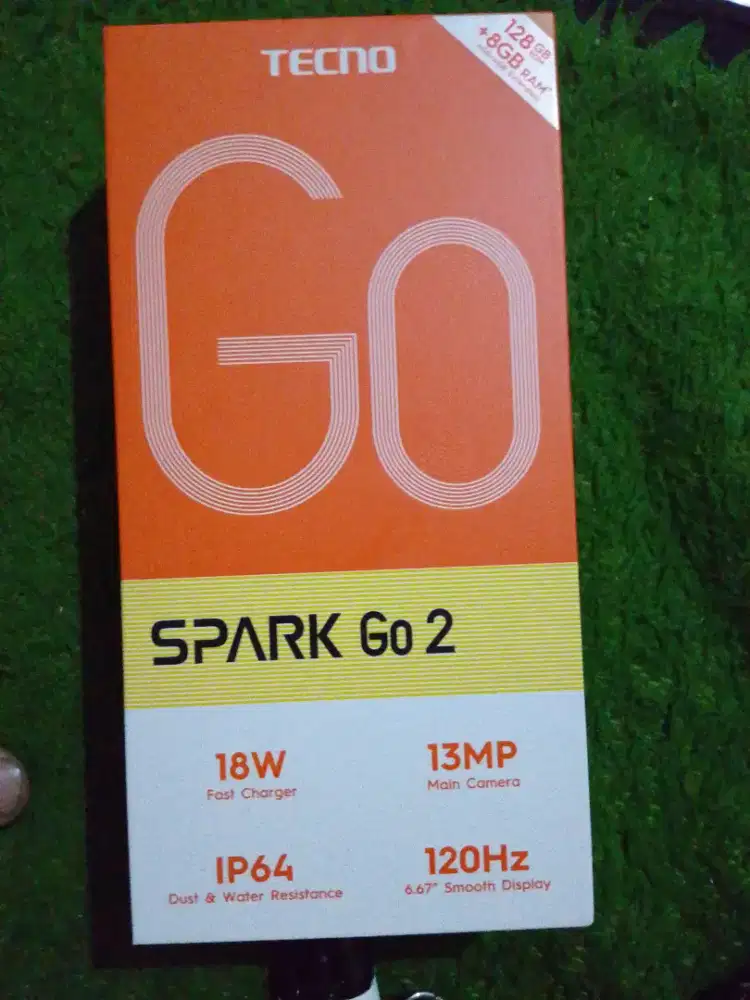 TECNO
128GB
+8GB RAM*
Go
SPARK Go 2
18W
Fast Charger
13MP
Main Camera
IP64
Dust & Water Resistance
120Hz
6.67" Smooth Display